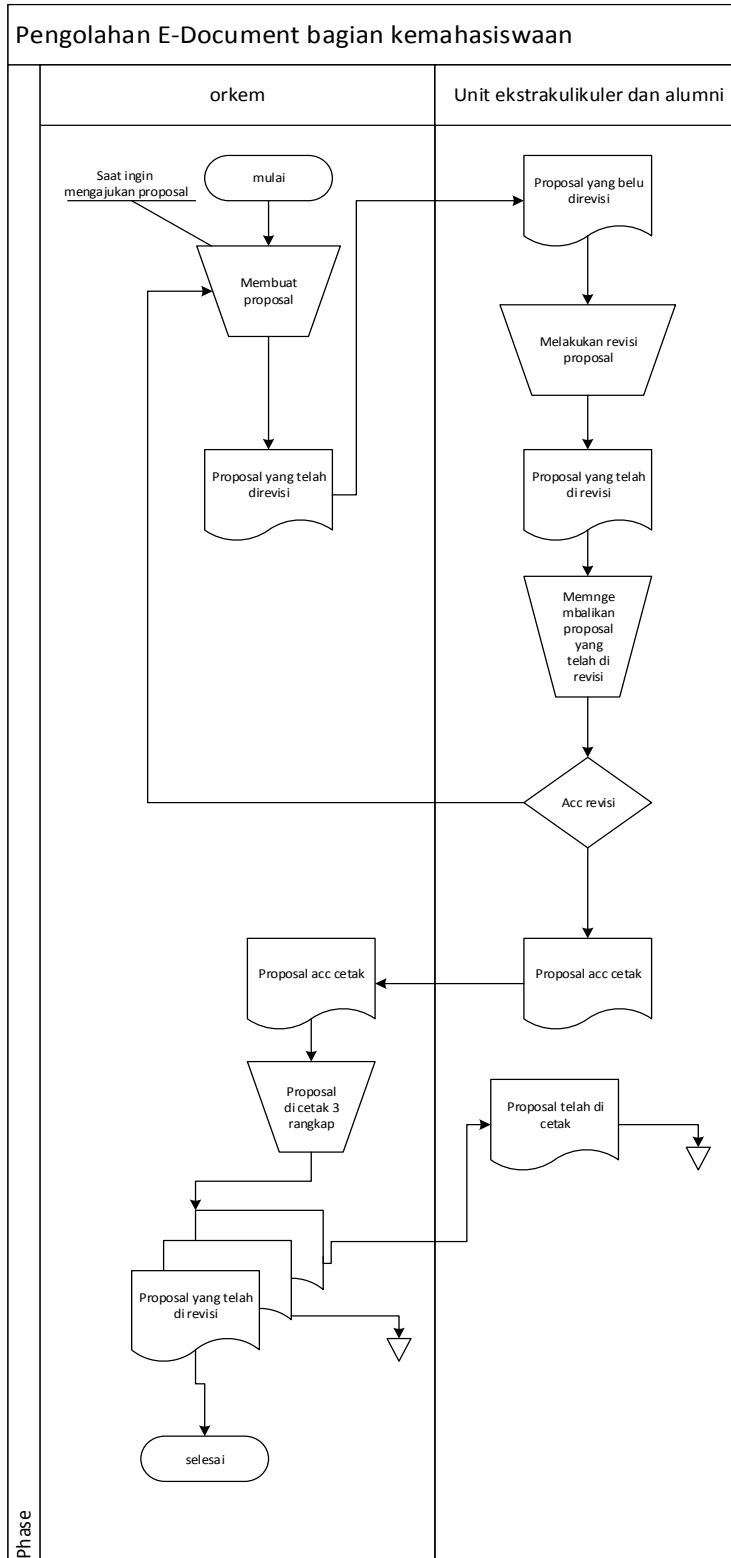 Pengolahan E-Document bagian kemahasiswaan
orkem
Unit ekstrakulikuler dan alumni
Saat ingin
mengajukan proposal
mulai
Membuat
proposal
Proposal yang telah
direvisi
Proposal yang belu
direvisi
Melakukan revisi
proposal
Proposal yang telah
di revisi
Memnge
mbalikan
proposal
yang
telah di
revisi
Acc revisi
Proposal acc cetak
Proposal acc cetak
Proposal
di cetak 3
rangkap
Proposal telah di
cetak
Proposal yang telah
di revisi
selesai
Phase